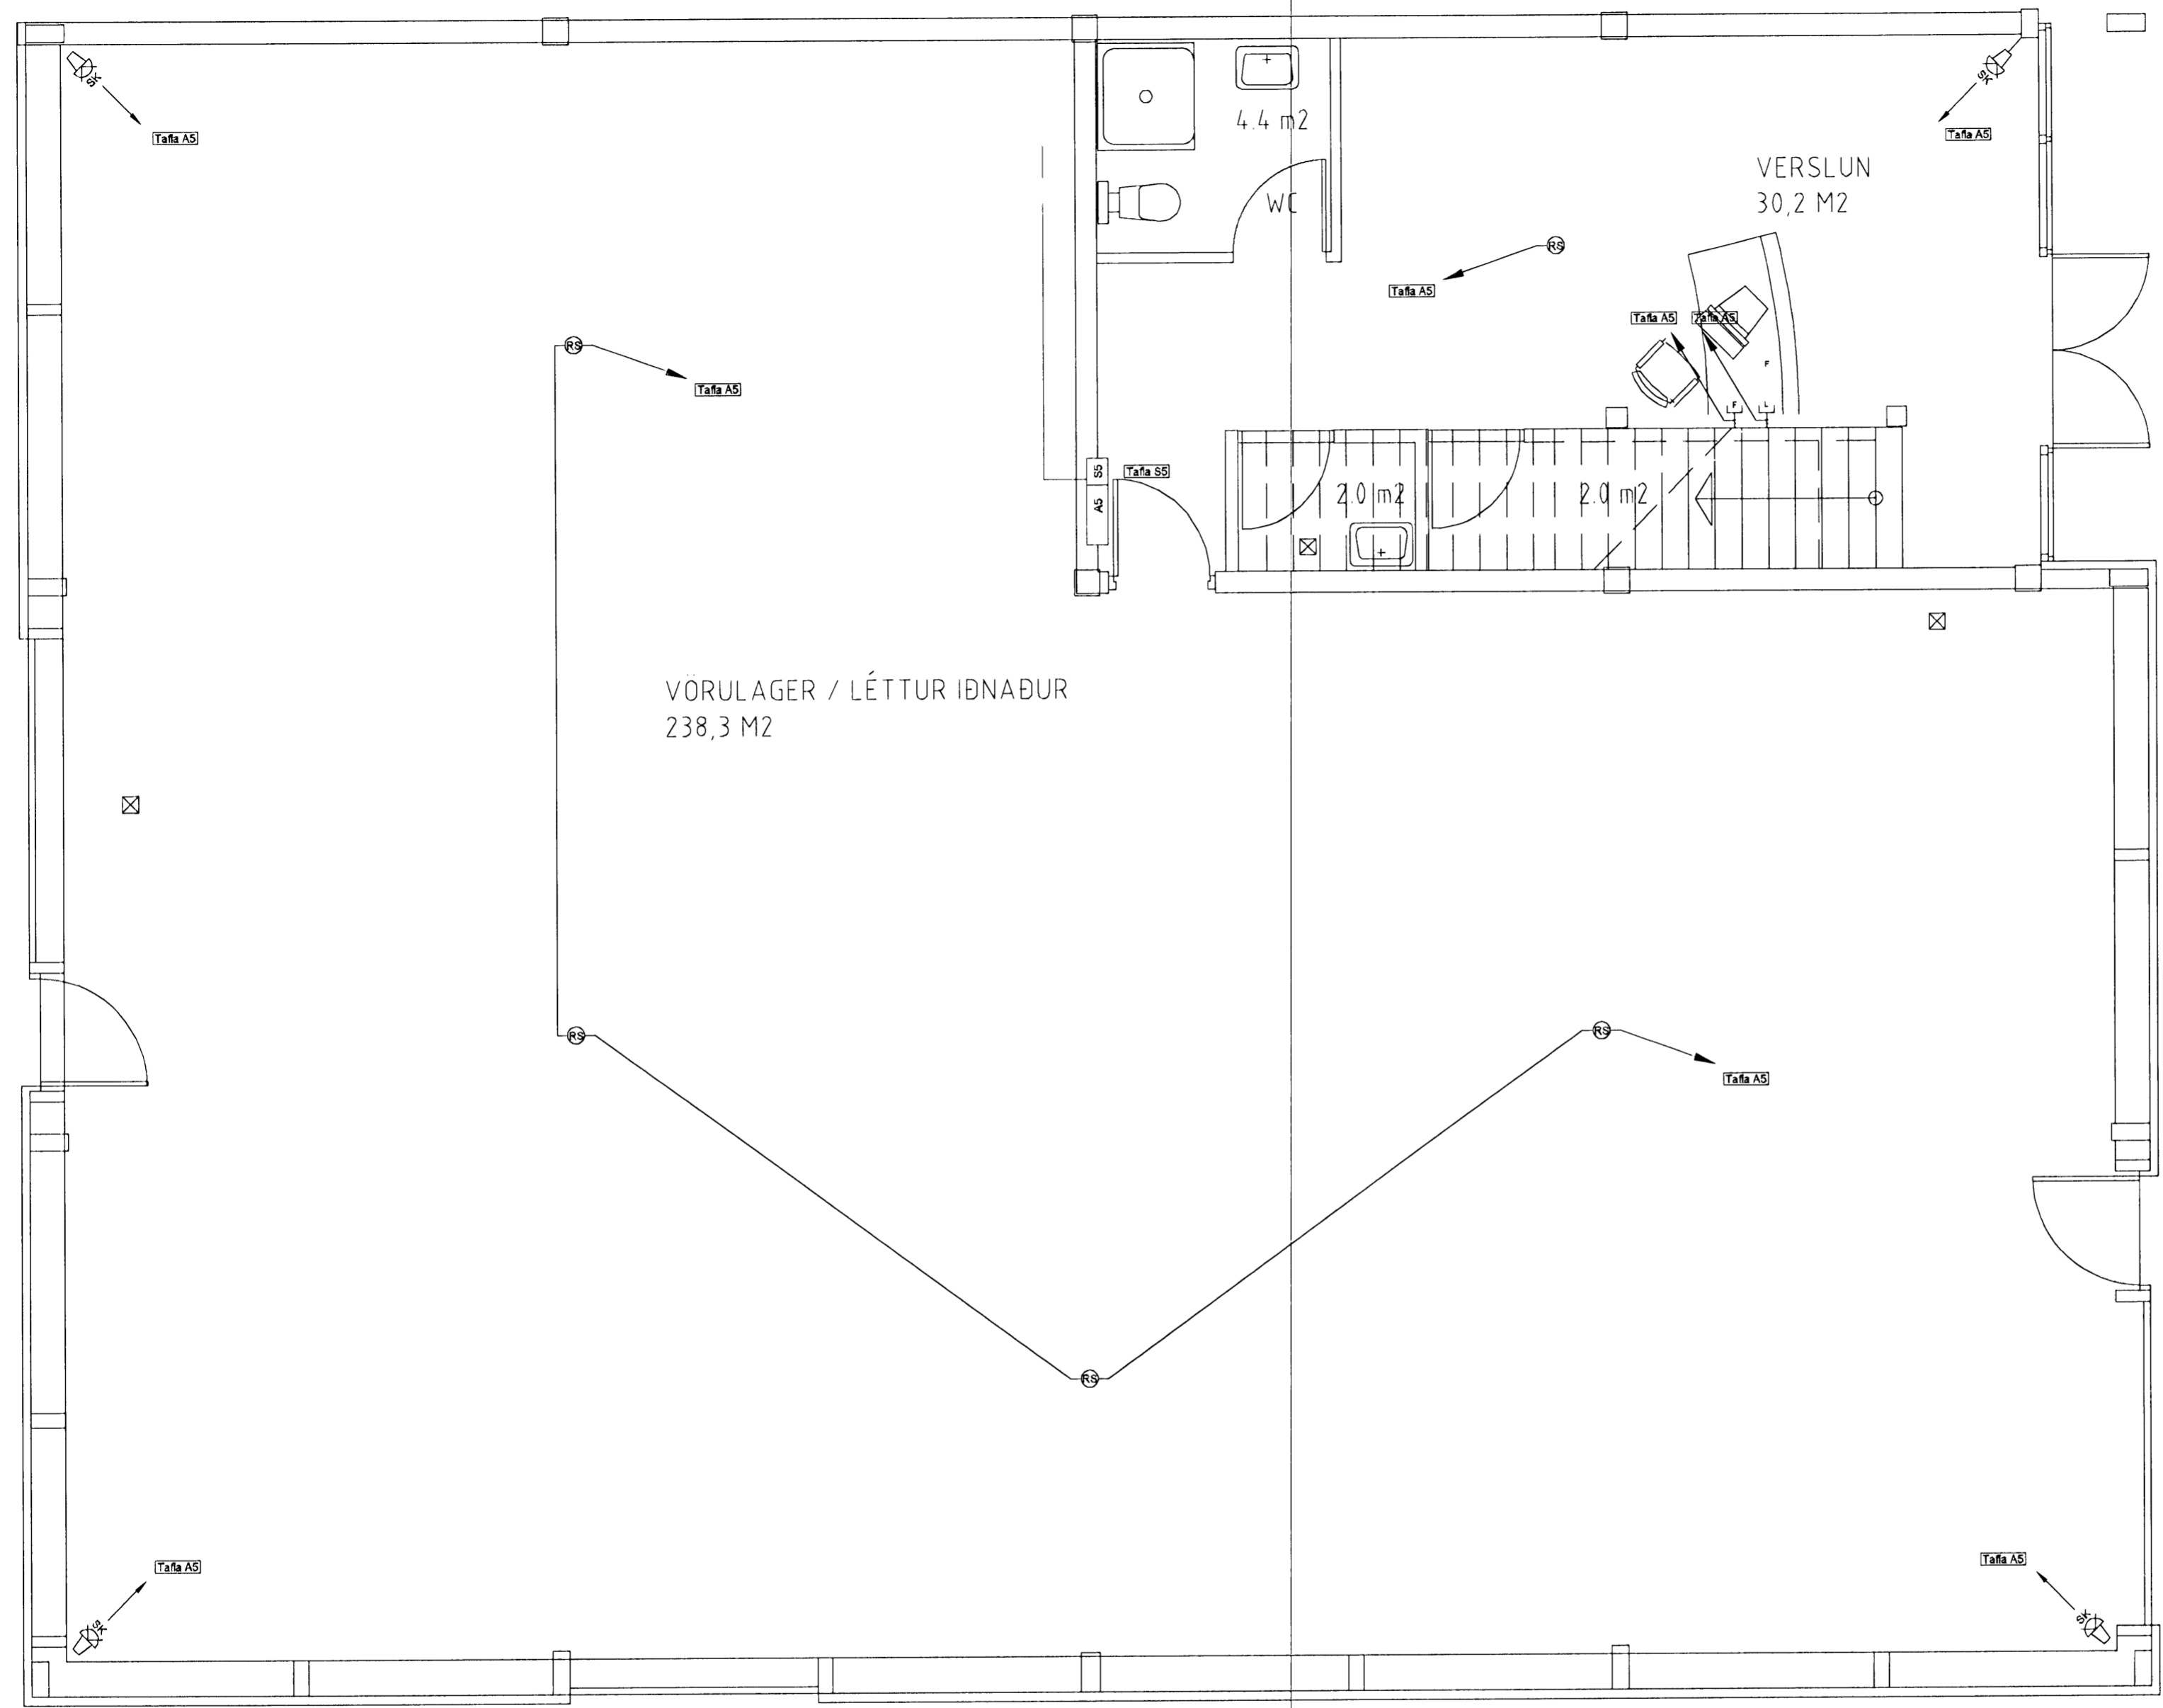 SK
Tafla A5
SK
Tafla A5
4.4 m2
WC
VERSLUN
30,2 M2
RS
Tafla A5
Tafla A5
Tafla A5
F
F
L
RS
Tafla A5
S5
A5
Tafla S5
2.0 m2
2.0 m2
VÖRULAGER / LÉTTUR IÐNAÐUR
238,3 M2
RS
RS
Tafla A5
RS
Tafla A5
SK
Tafla A5
SK